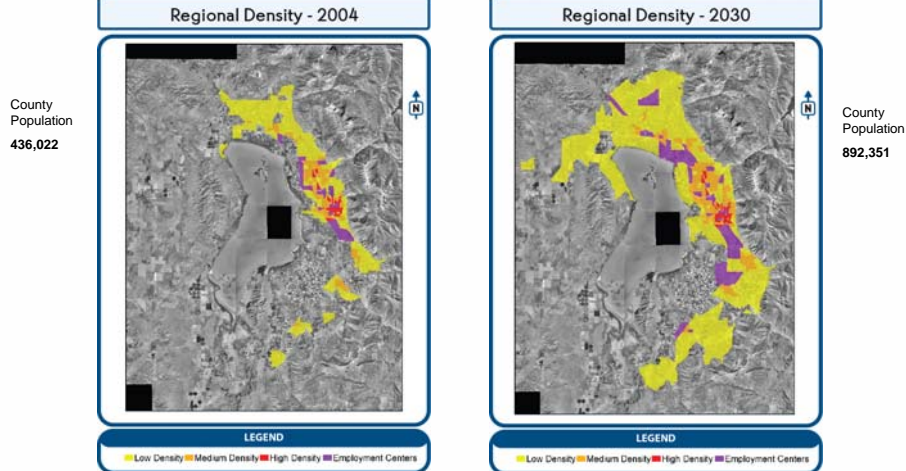 Regional Density - 2004
Regional Density - 2030
County
Population
436,022
N
N
County
Population
892,351
LEGEND
Low Density Medium Density High Density Employment Centers
LEGEND
Low Density Medium Density High Density Employment Centers